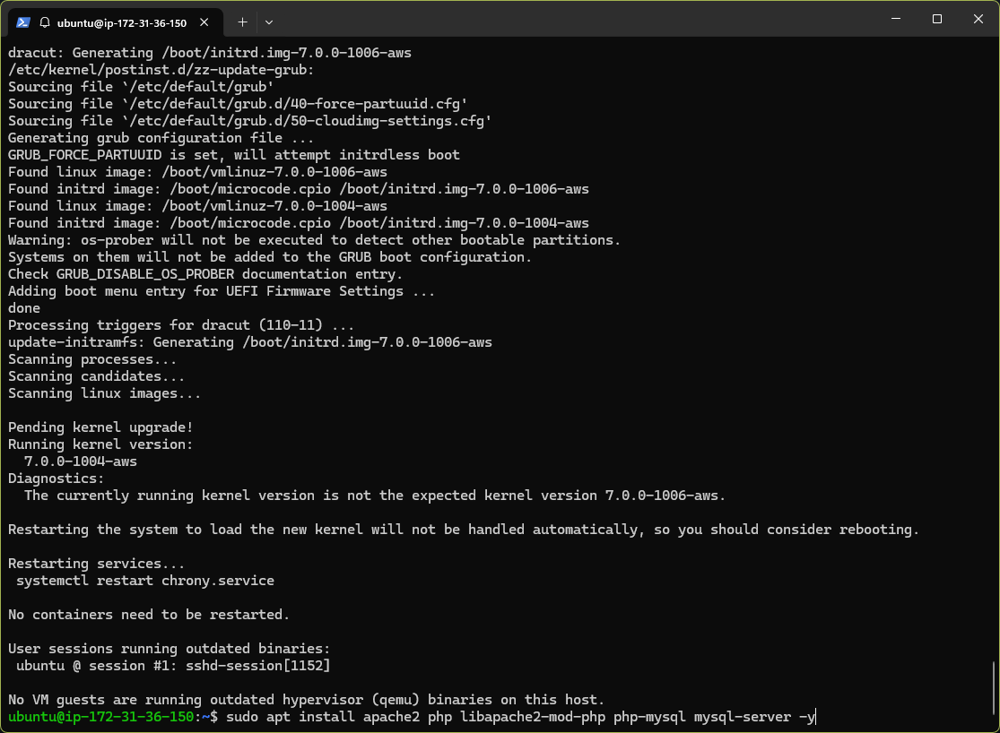 ubuntu@ip-172-31-36-150
dracut: Generating /boot/initrd.img-7.0.0-1006-aws
/etc/kernel/postinst.d/zz-update-grub:
Sourcing file `/etc/default/grub'
Sourcing file `/etc/default/grub.d/40-force-partuuid.cfg'
Sourcing file `/etc/default/grub.d/50-cloudimg-settings.cfg'
Generating grub configuration file ...
GRUB_FORCE_PARTUUID is set, will attempt initrdless boot
Found linux image: /boot/vmlinuz-7.0.0-1006-aws
Found initrd image: /boot/microcode.cpio /boot/initrd.img-7.0.0-1006-aws
Found linux image: /boot/vmlinuz-7.0.0-1004-aws
Found initrd image: /boot/microcode.cpio /boot/initrd.img-7.0.0-1004-aws
Warning: os-prober will not be executed to detect other bootable partitions.
Systems on them will not be added to the GRUB boot configuration.
Check GRUB_DISABLE_OS_PROBER documentation entry.
Adding boot menu entry for UEFI Firmware Settings ...
done
Processing triggers for dracut (110-11) ...
update-initramfs: Generating /boot/initrd.img-7.0.0-1006-aws
Scanning processes...
Scanning candidates...
Scanning linux images...
Pending kernel upgrade!
Running kernel version:
  7.0.0-1004-aws
Diagnostics:
  The currently running kernel version is not the expected kernel version 7.0.0-1006-aws.
Restarting the system to load the new kernel will not be handled automatically, so you should consider rebooting.
Restarting services...
 systemctl restart chrony.service
No containers need to be restarted.
User sessions running outdated binaries:
 ubuntu @ session #1: sshd-session[1152]
No VM guests are running outdated hypervisor (qemu) binaries on this host.
ubuntu@ip-172-31-36-150:~$ sudo apt install apache2 php libapache2-mod-php php-mysql mysql-server -y